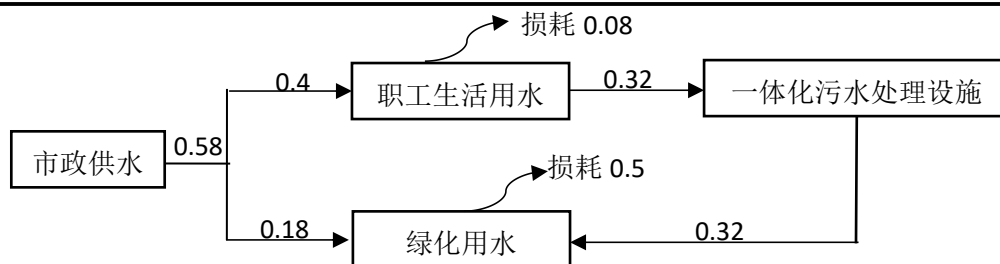 损耗 0.08
0.4
职工生活用水
0.32
一体化污水处理设施
市政供水
0.58
损耗 0.5
0.18
绿化用水
0.32